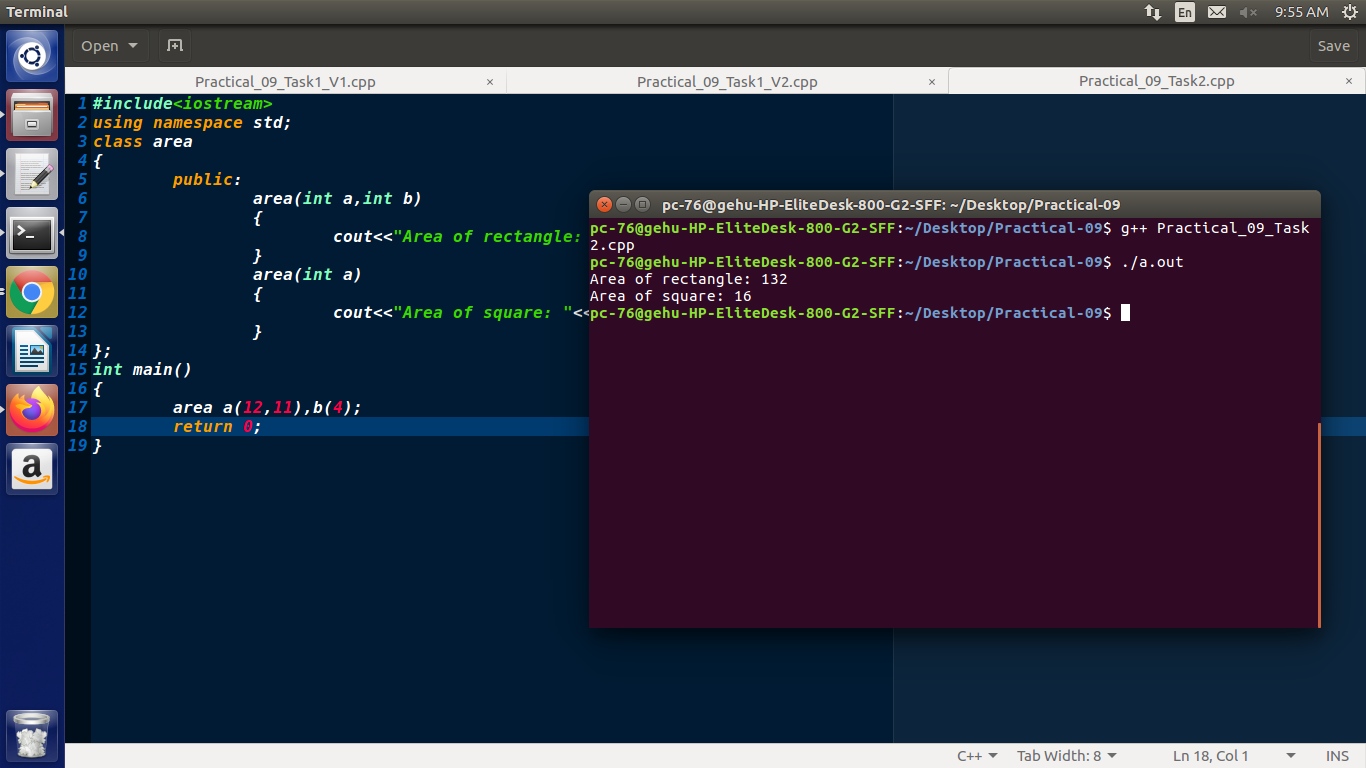 Terminal
En
9:55 AM
Open
Save
Practical_09_Task1_V1.cpp ×
Practical_09_Task1_V2.cpp ×
Practical_09_Task2.cpp ×
1 #include<iostream>
2 using namespace std;
3 class area
4 {
5 public:
6 area(int a,int b)
7 {
8 cout<<"Area of rectangle:
9 }
10 area(int a)
11 {
12 cout<<"Area of square: "<<
13 }
14 };
15 int main()
16 {
17 area a(12,11),b(4);
18 return 0;
19 }
pc-76@gehu-HP-EliteDesk-800-G2-SFF: ~/Desktop/Practical-09
pc-76@gehu-HP-EliteDesk-800-G2-SFF:~/Desktop/Practical-09$ g++ Practical_09_Task
2.cpp
pc-76@gehu-HP-EliteDesk-800-G2-SFF:~/Desktop/Practical-09$ ./a.out
Area of rectangle: 132
Area of square: 16
pc-76@gehu-HP-EliteDesk-800-G2-SFF:~/Desktop/Practical-09$
a
C++ Tab Width: 8 Ln 18, Col 1 INS